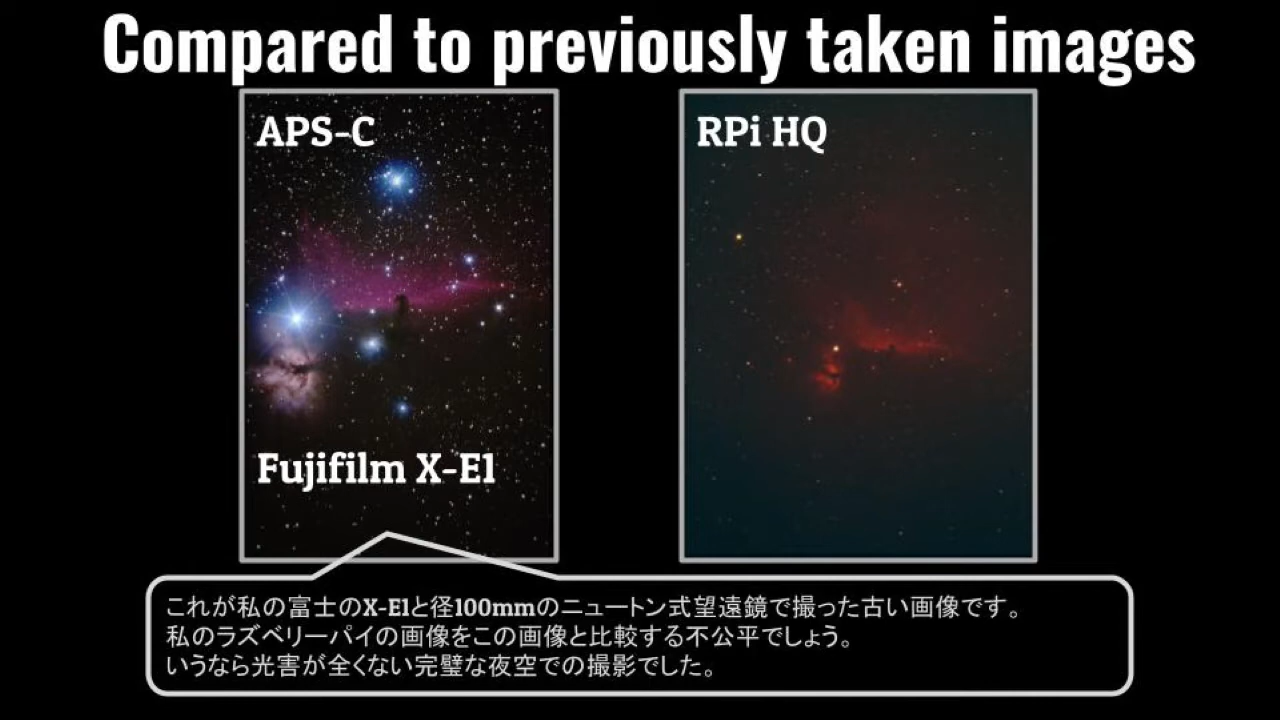 Compared to previously taken images
APS-C
RPi HQ
Fujifilm X-E1
これが私の富士のX-E1と径100mmのニュートン式望遠鏡で撮った古い画像です。
私のラズベリーパイの画像をこの画像と比較する不公平でしょう。
いうなら光害が全くない完璧な夜空での撮影でした。